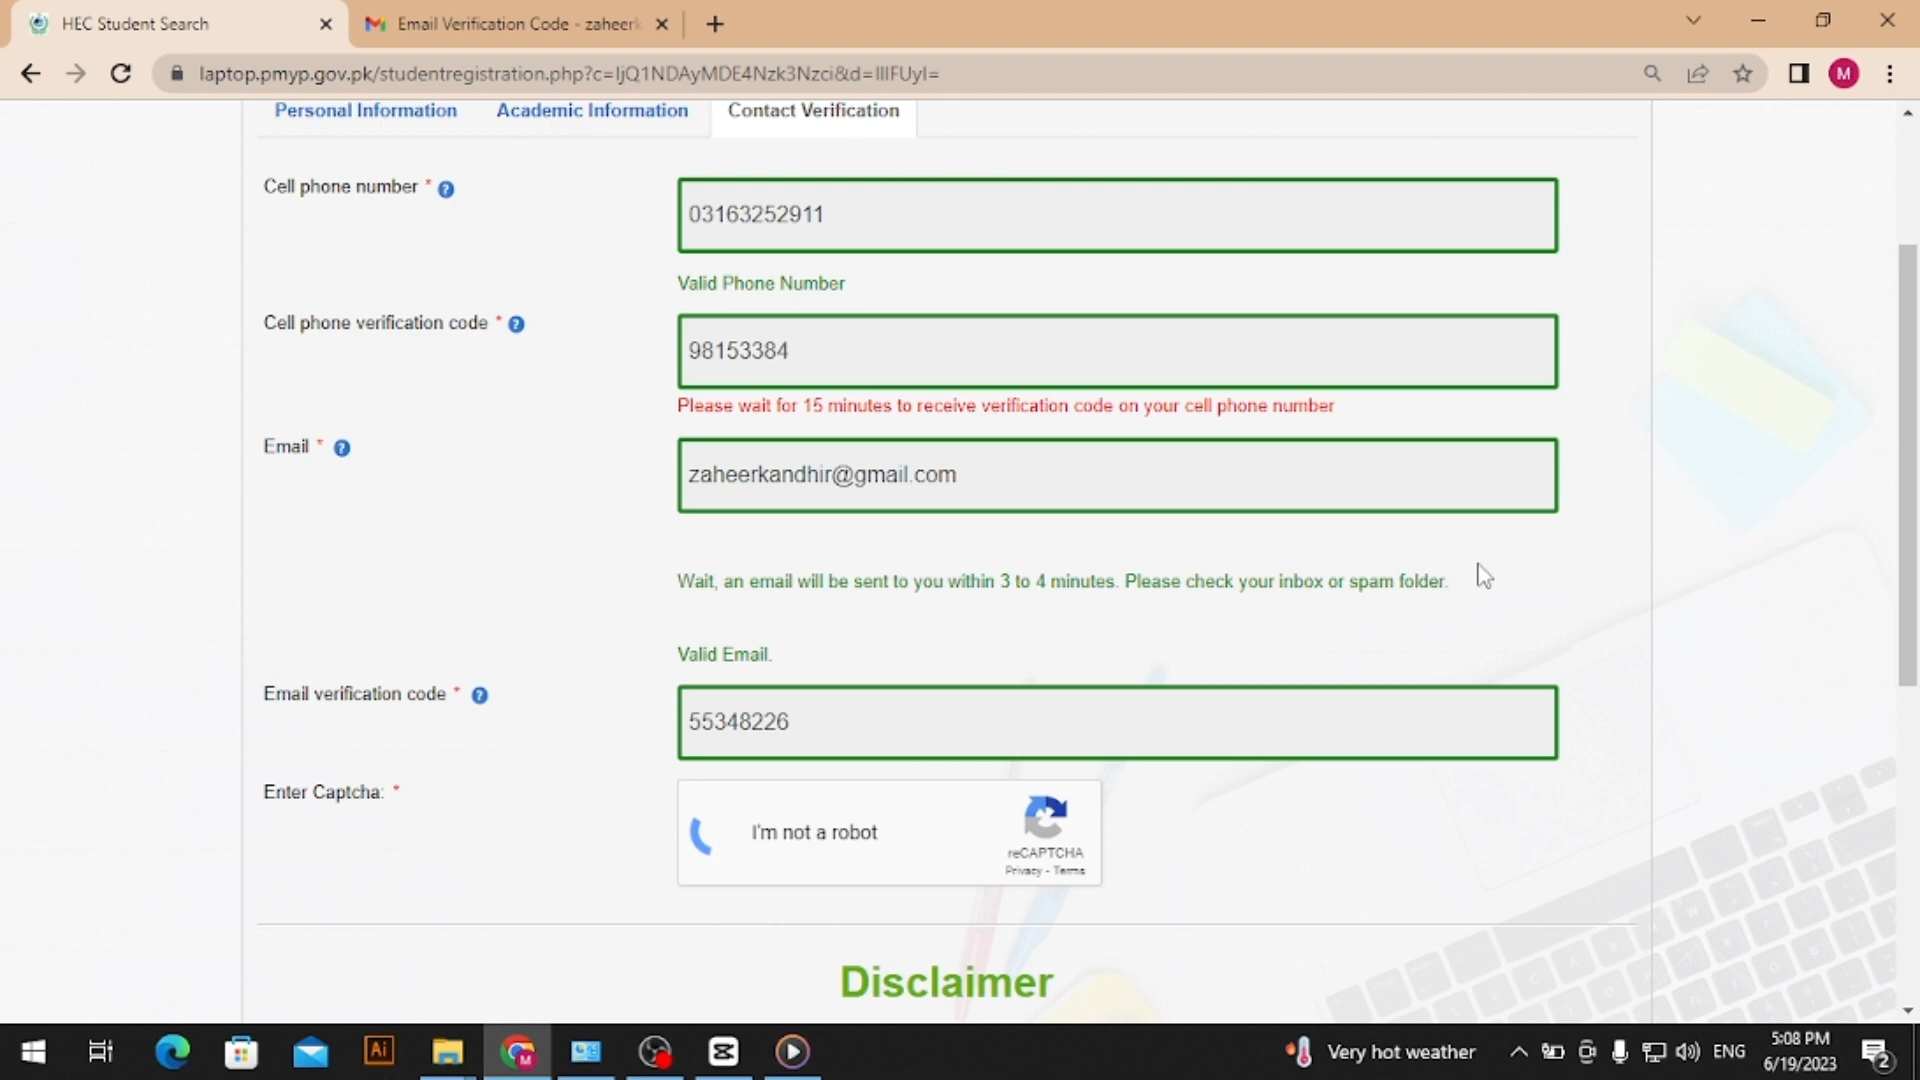 HEC Student Search
Email Verification Code - zaheerk
laptop.pmyp.gov.pk/studentregistration.php?c=IjQ1NDAyMDE4Nzk3Nzci&d=IllFUyI=
M
Personal Information
Academic Information
Contact Verification
Cell phone number *
03163252911
Valid Phone Number
Cell phone verification code *
98153384
Please wait for 15 minutes to receive verification code on your cell phone number
Email *
zaheerkandhir@gmail.com
Wait, an email will be sent to you within 3 to 4 minutes. Please check your inbox or spam folder.
Valid Email.
Email verification code *
55348226
Enter Captcha: *
I'm not a robot
reCAPTCHA
Privacy - Terms
Disclaimer
Ai
M
Very hot weather
ENG
5:08 PM
6/19/2023
2